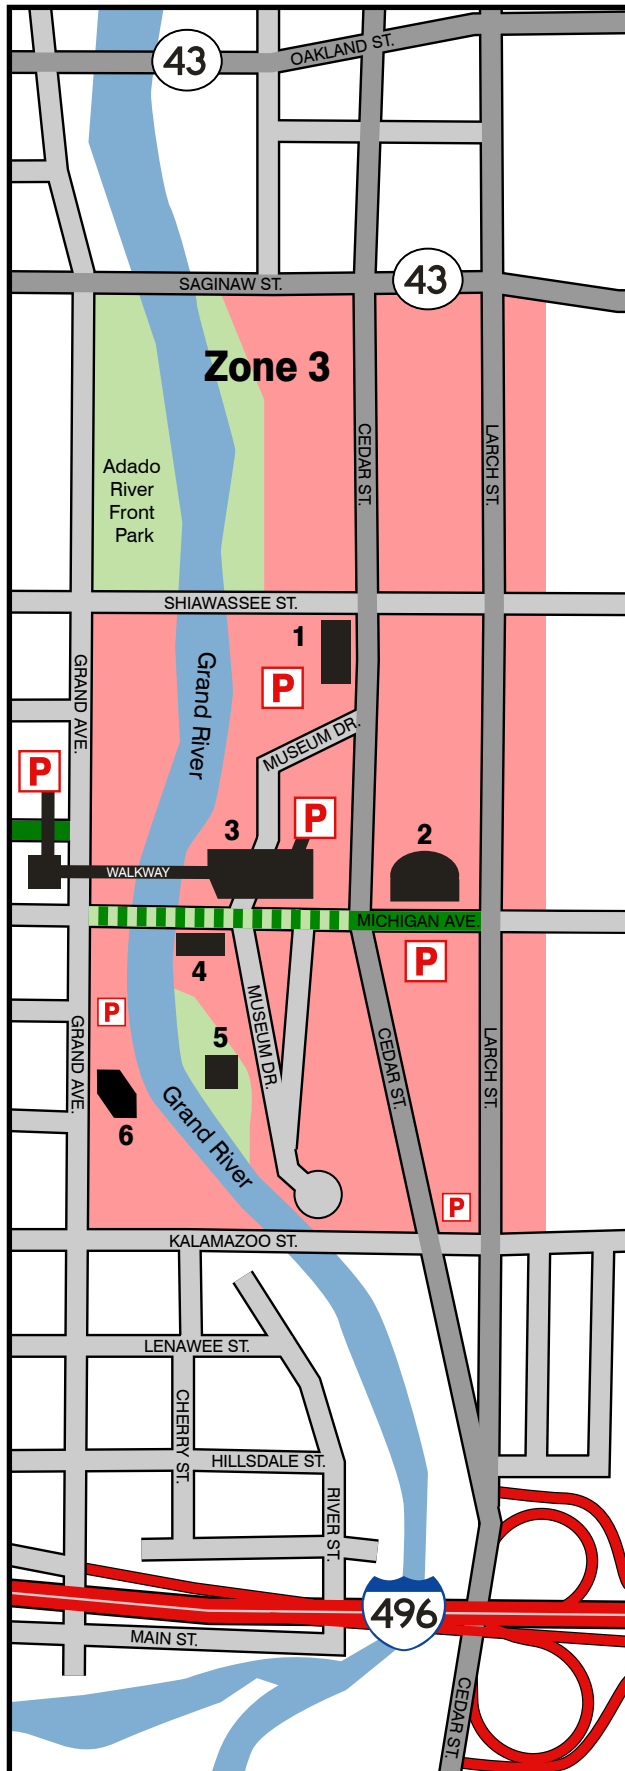 43
OAKLAND ST.
SAGINAW ST.
43
Zone 3
CEDAR ST.
LARCH ST.
Adado
River
Front
Park
SHIAWASSEE ST.
1
GRAND AVE.
Grand River
P
MUSEUM DR.
P
P
3
2
WALKWAY
MICHIGAN AVE.
4
P
P
5
MUSEUM DR.
GRAND AVE.
CEDAR ST.
LARCH ST.
6
Grand River
P
KALAMAZOO ST.
LENAWEE ST.
CHERRY ST.
HILLSDALE ST.
RIVER ST.
496
MAIN ST.
CEDAR ST.